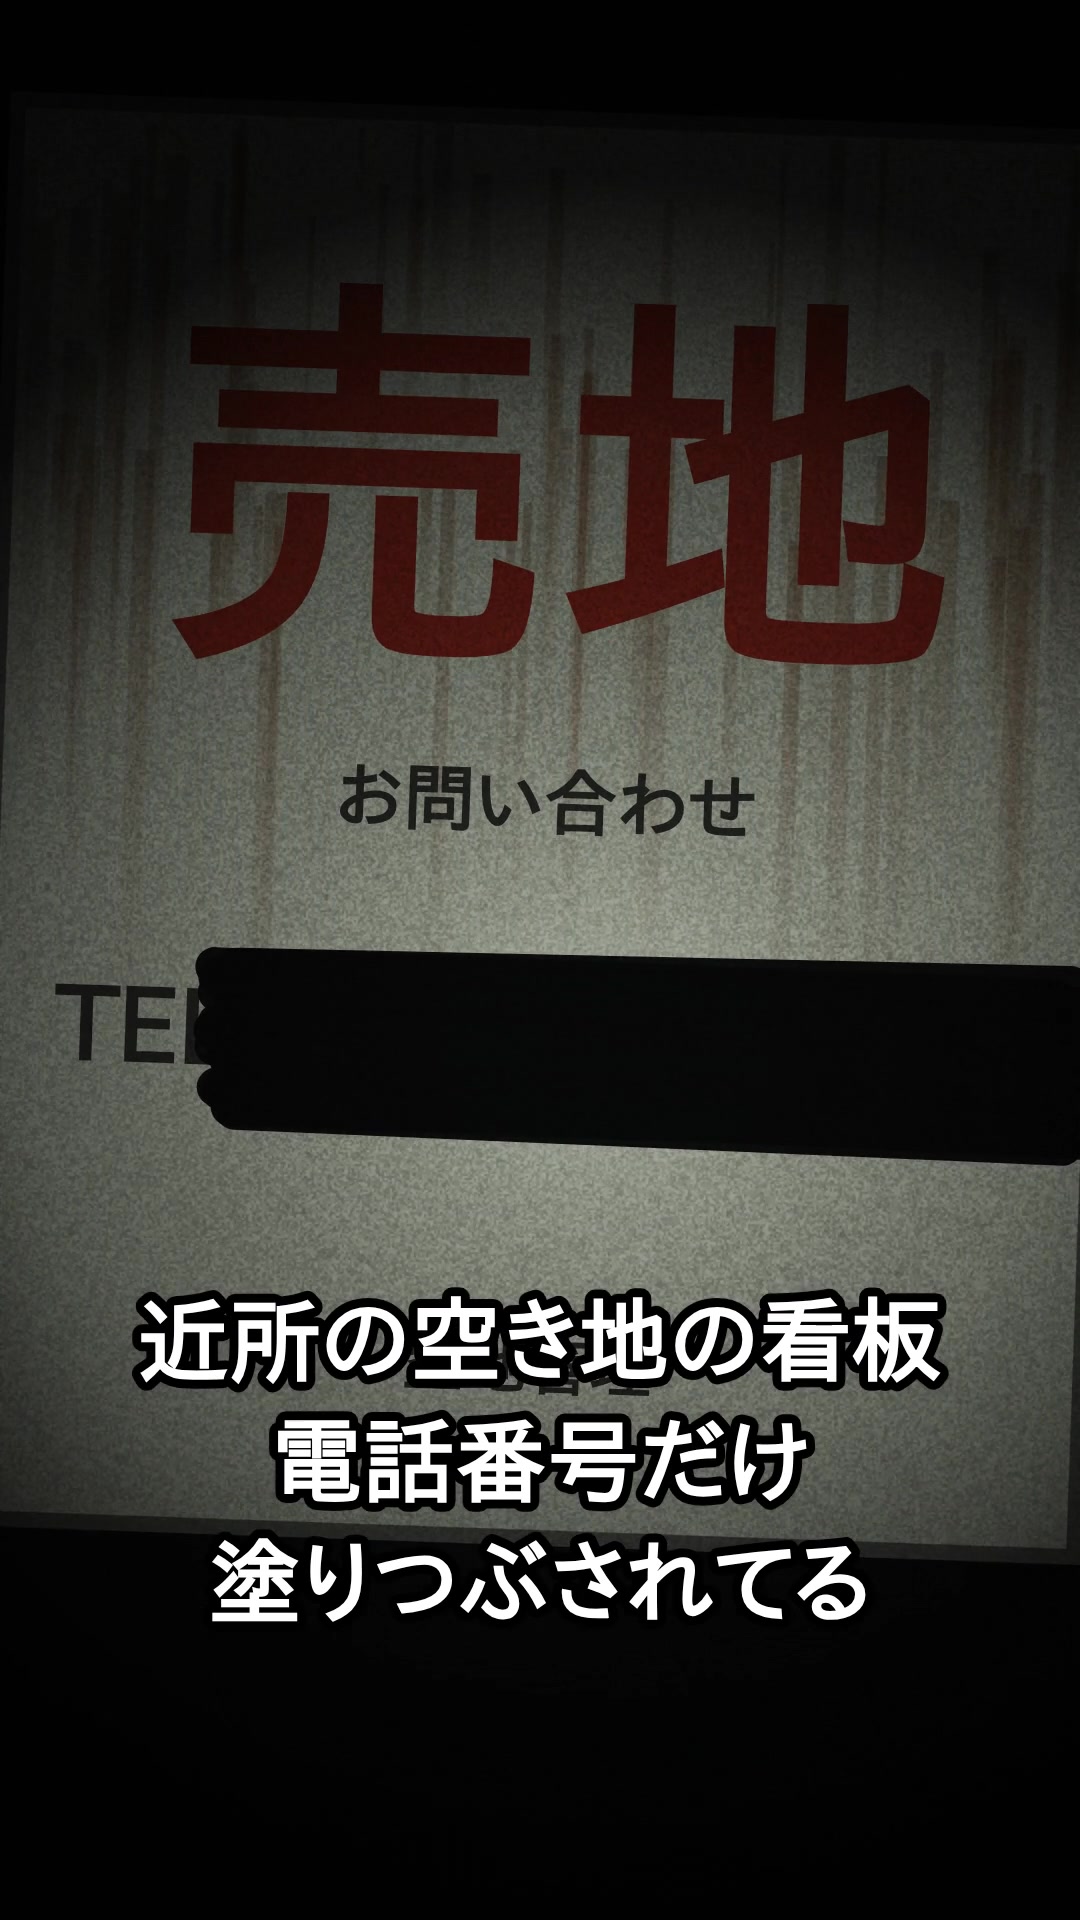 売地
お問い合わせ
TEL
近所の空き地の看板
電話番号だけ
塗りつぶされてる